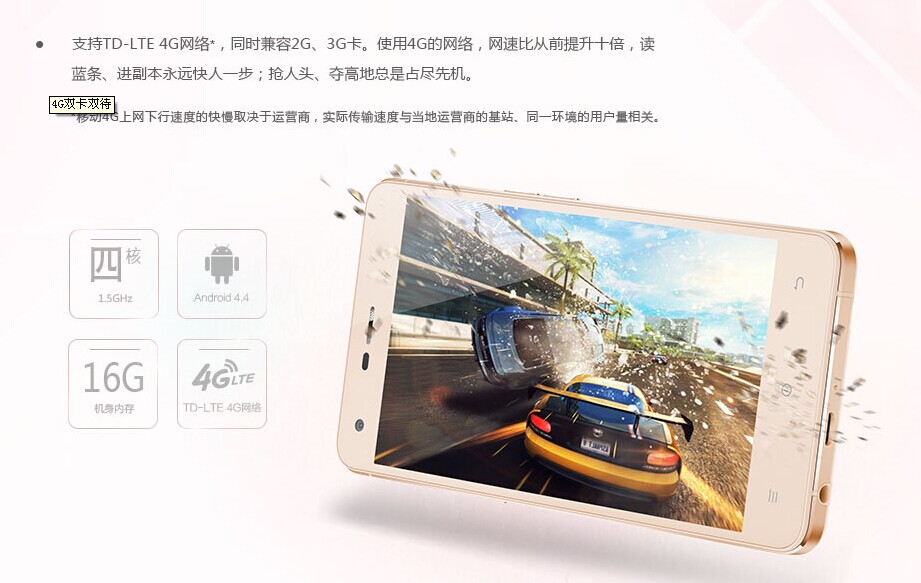 支持TD-LTE 4G网络*，同时兼容2G、3G卡。使用4G的网络，网速比从前提升十倍，读
蓝条、进副本永远快人一步；抢人头、夺高地总是占尽先机。
4G双卡双待
*移动4G上网下行速度的快慢取决于运营商，实际传输速度与当地运营商的基站、同一环境的用户量相关。
四核
1.5GHz
Android 4.4
16G
机身内存
4G LTE
TD-LTE 4G网络